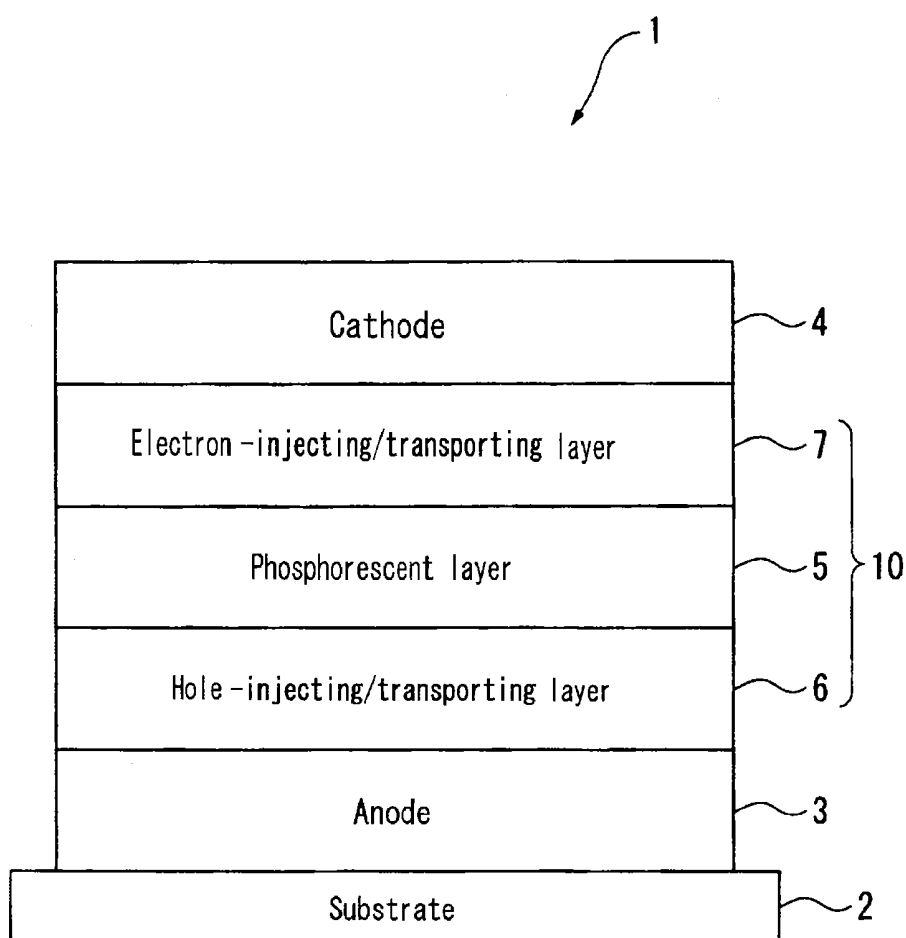 1
Cathode 4
Electron-injecting/transporting layer 7
Phosphorescent layer 5 10
Hole-injecting/transporting layer 6
Anode 3
Substrate 2